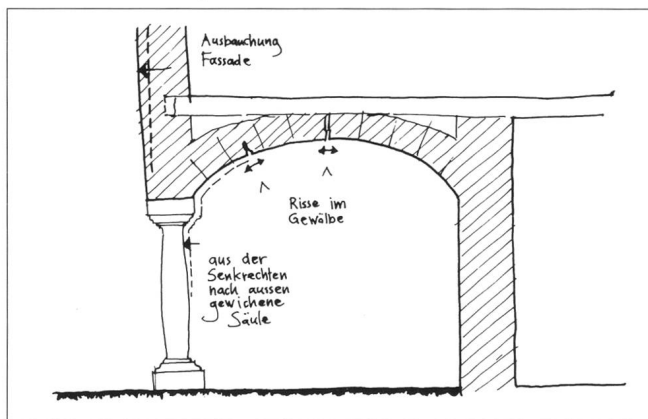 Ausbauchung
Fassade
Risse im
Gewölbe
aus der
Senkrechten
nach aussen
gewichene
Säule